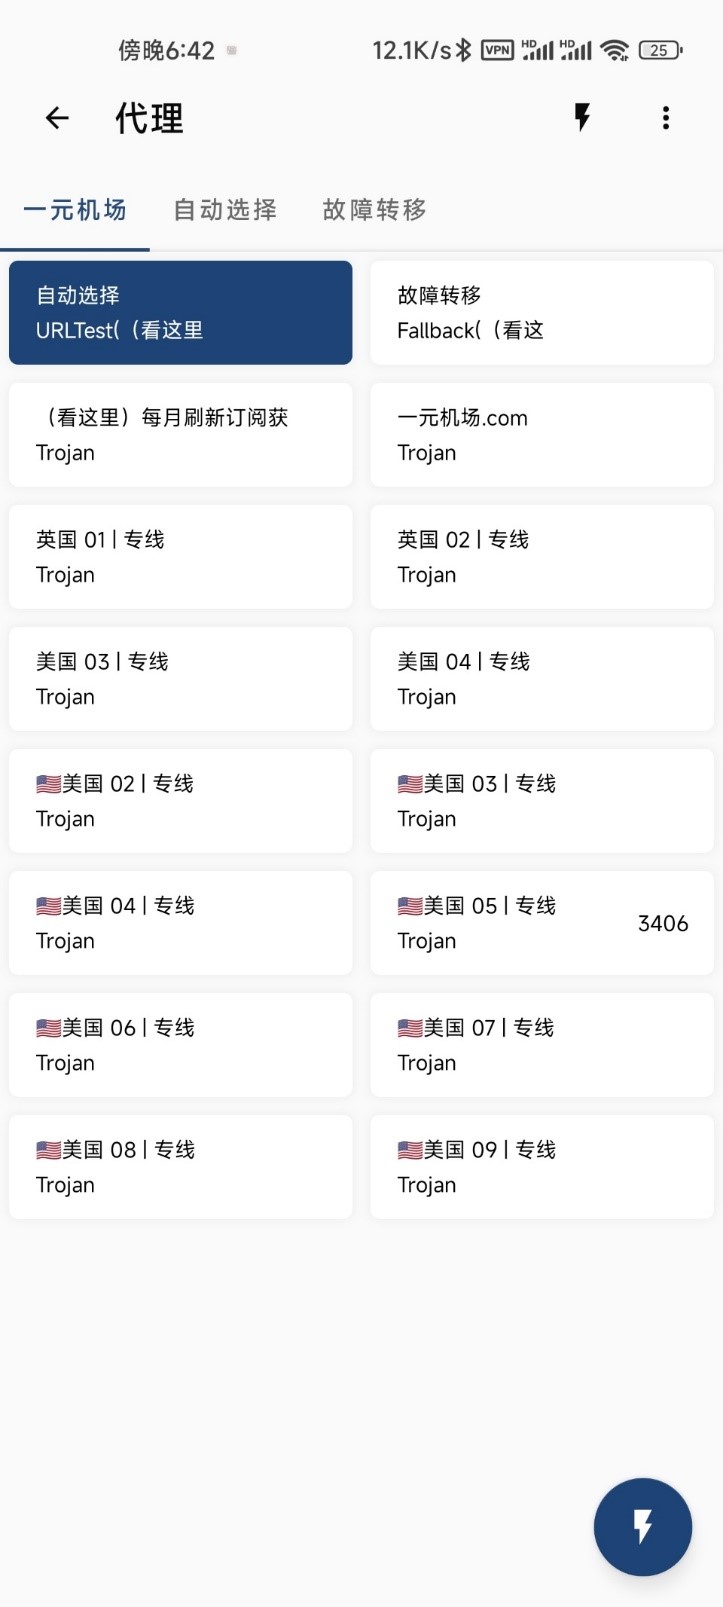 傍晚6:42
12.1K/s VPN HD HD 25
代理
一元机场 自动选择 故障转移
自动选择
URLTest(（看这里
故障转移
Fallback(（看这
（看这里）每月刷新订阅获
Trojan
一元机场.com
Trojan
英国 01 | 专线
Trojan
英国 02 | 专线
Trojan
美国 03 | 专线
Trojan
美国 04 | 专线
Trojan
🇺🇸美国 02 | 专线
Trojan
🇺🇸美国 03 | 专线
Trojan
🇺🇸美国 04 | 专线
Trojan
🇺🇸美国 05 | 专线
Trojan
3406
🇺🇸美国 06 | 专线
Trojan
🇺🇸美国 07 | 专线
Trojan
🇺🇸美国 08 | 专线
Trojan
🇺🇸美国 09 | 专线
Trojan